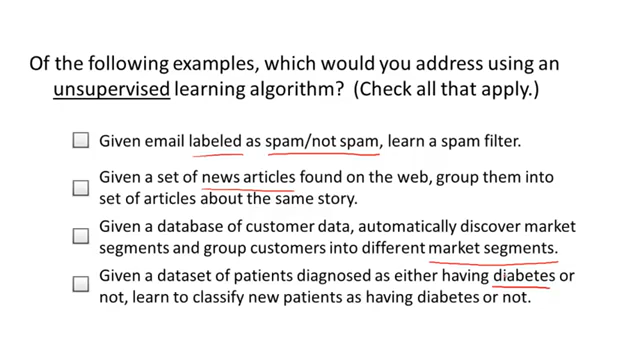 Of the following examples, which would you address using an
unsupervised learning algorithm? (Check all that apply.)
Given email labeled as spam/not spam, learn a spam filter.
Given a set of news articles found on the web, group them into
set of articles about the same story.
Given a database of customer data, automatically discover market
segments and group customers into different market segments.
Given a dataset of patients diagnosed as either having diabetes or
not, learn to classify new patients as having diabetes or not.